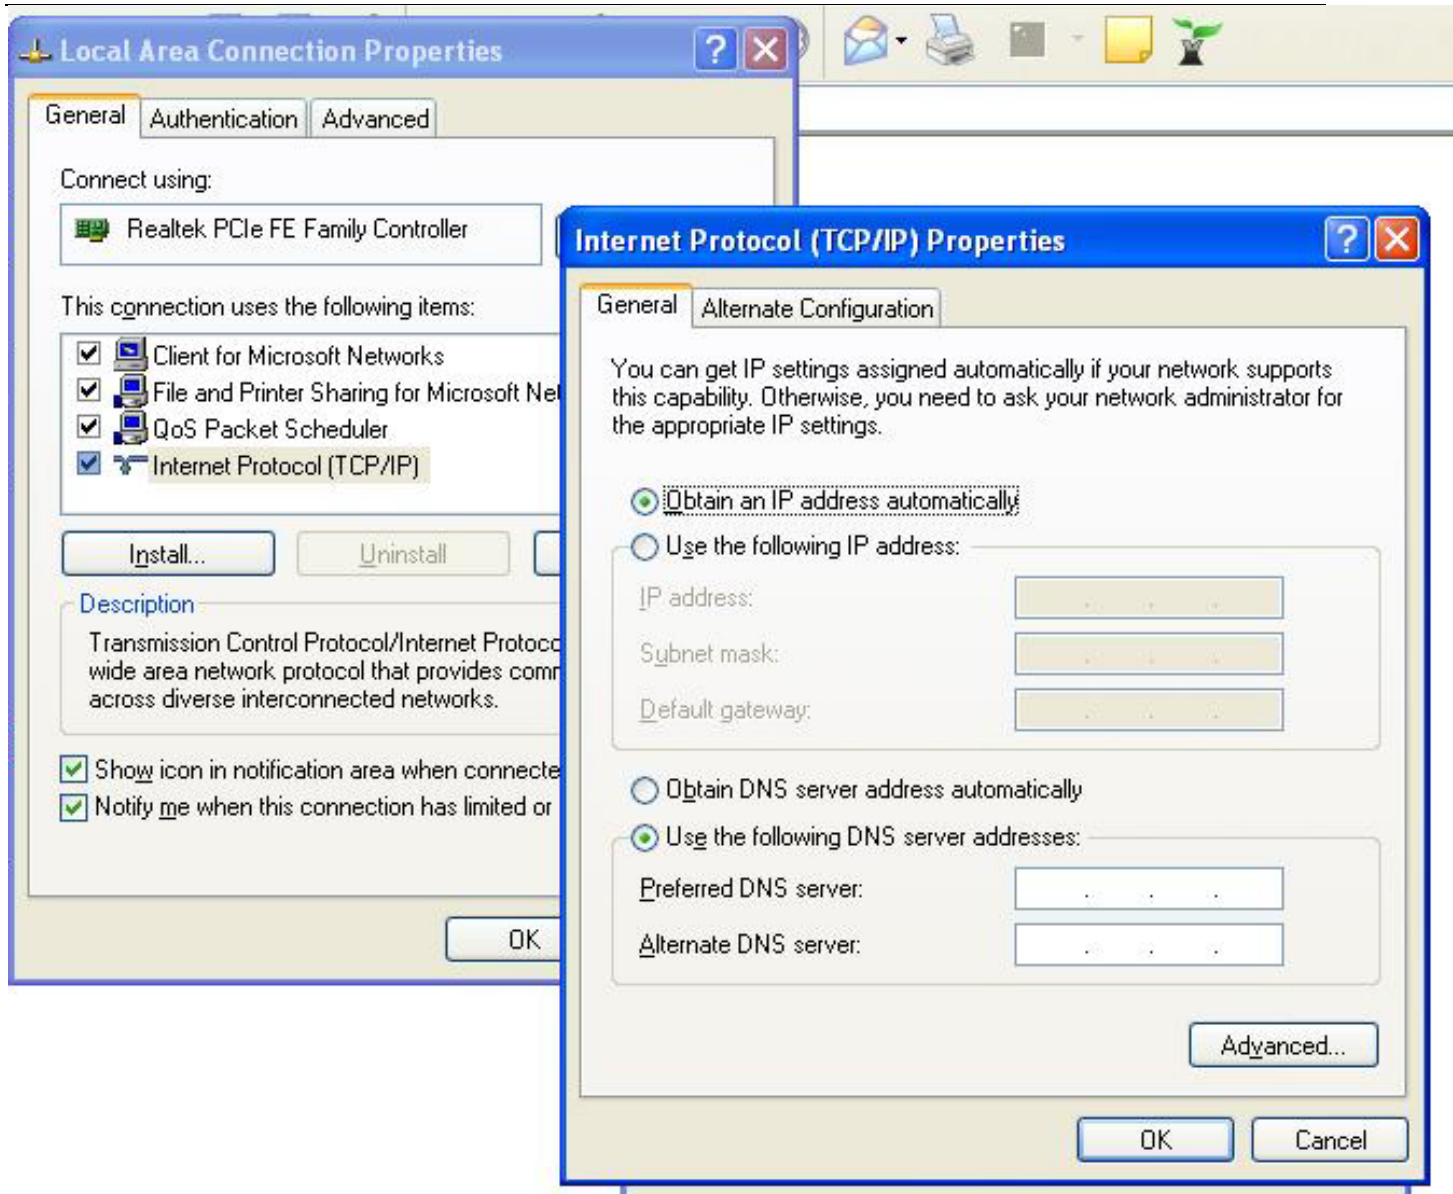 Local Area Connection Properties
General
Authentication
Advanced
Connect using:
Realtek PCIe FE Family Controller
This connection uses the following items:
Client for Microsoft Networks
File and Printer Sharing for Microsoft Net
QoS Packet Scheduler
Internet Protocol (TCP/IP)
Install...
Uninstall
Description
Transmission Control Protocol/Internet Protoco
wide area network protocol that provides comm
across diverse interconnected networks.
Show icon in notification area when connecte
Notify me when this connection has limited or
OK
Internet Protocol (TCP/IP) Properties
General
Alternate Configuration
You can get IP settings assigned automatically if your network supports
this capability. Otherwise, you need to ask your network administrator for
the appropriate IP settings.
Obtain an IP address automatically
Use the following IP address:
IP address:
Subnet mask:
Default gateway:
Obtain DNS server address automatically
Use the following DNS server addresses:
Preferred DNS server:
Alternate DNS server:
Advanced...
OK
Cancel